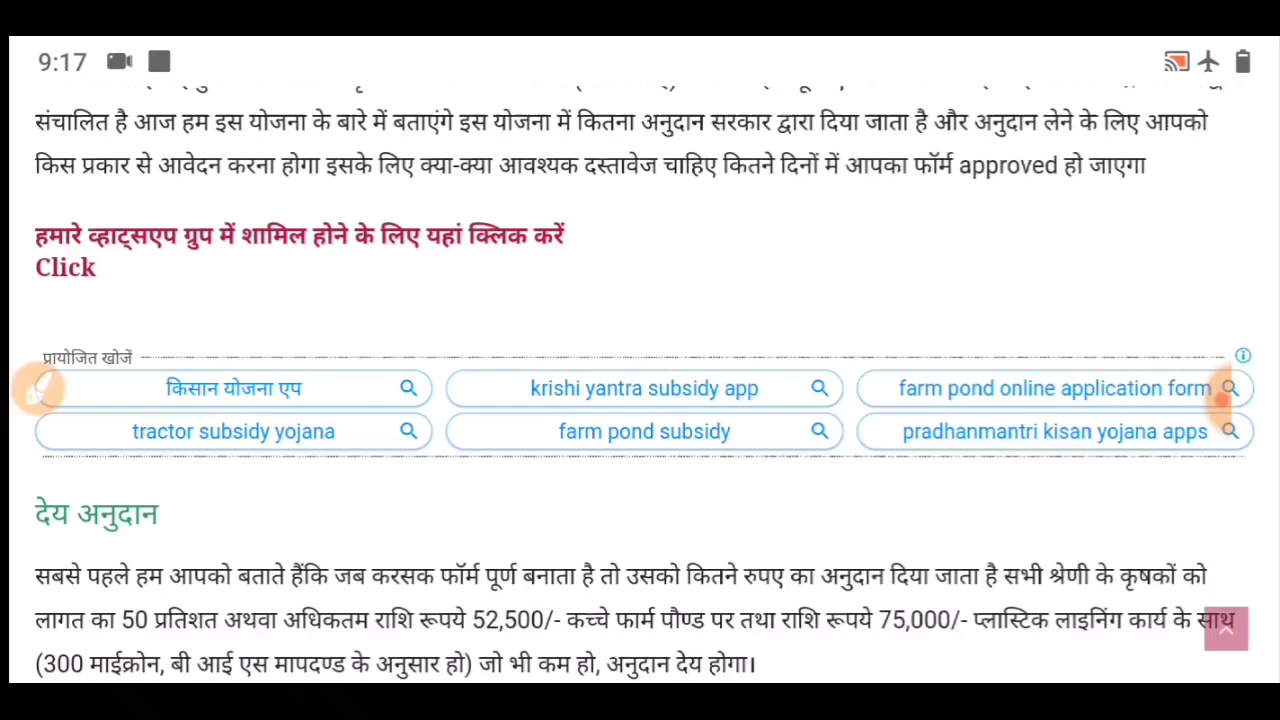 9:17
संचालित है आज हम इस योजना के बारे में बताएंगे इस योजना में कितना अनुदान सरकार द्वारा दिया जाता है और अनुदान लेने के लिए आपको
किस प्रकार से आवेदन करना होगा इसके लिए क्या-क्या आवश्यक दस्तावेज चाहिए कितने दिनों में आपका फॉर्म approved हो जाएगा
हमारे व्हाट्सएप ग्रुप में शामिल होने के लिए यहां क्लिक करें
Click
प्रायोजित खोजें
किसान योजना एप krishi yantra subsidy app farm pond online application form
tractor subsidy yojana farm pond subsidy pradhanmantri kisan yojana apps
देय अनुदान
सबसे पहले हम आपको बताते हैंकि जब करसक फॉर्म पूर्ण बनाता है तो उसको कितने रुपए का अनुदान दिया जाता है सभी श्रेणी के कृषकों को
लागत का 50 प्रतिशत अथवा अधिकतम राशि रूपये 52,500/- कच्चे फार्म पौण्ड पर तथा राशि रूपये 75,000/- प्लास्टिक लाइनिंग कार्य के साथ
(300 माईक्रोन, बी आई एस मापदण्ड के अनुसार हो) जो भी कम हो, अनुदान देय होगा।